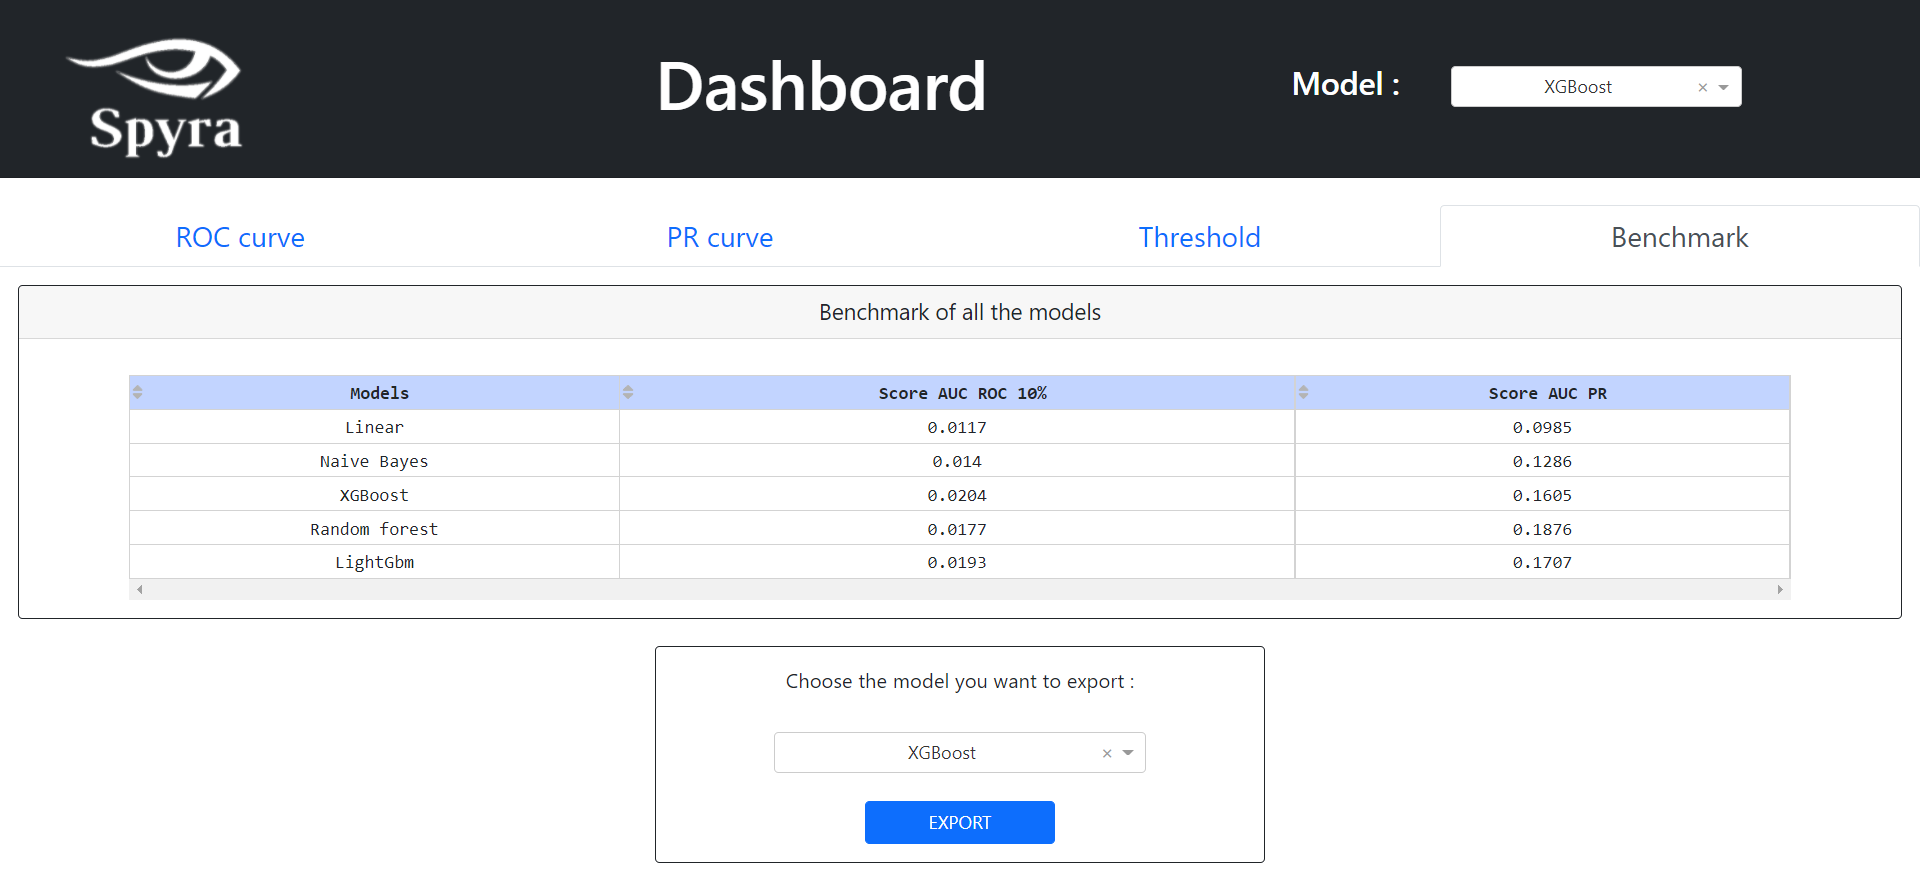 Spyra
Dashboard
Model :
XGBoost
ROC curve
PR curve
Threshold
Benchmark
Benchmark of all the models
Models Score AUC ROC 10% Score AUC PR
Linear 0.0117 0.0985
Naive Bayes 0.014 0.1286
XGBoost 0.0204 0.1605
Random forest 0.0177 0.1876
LightGbm 0.0193 0.1707
Choose the model you want to export :
XGBoost
EXPORT